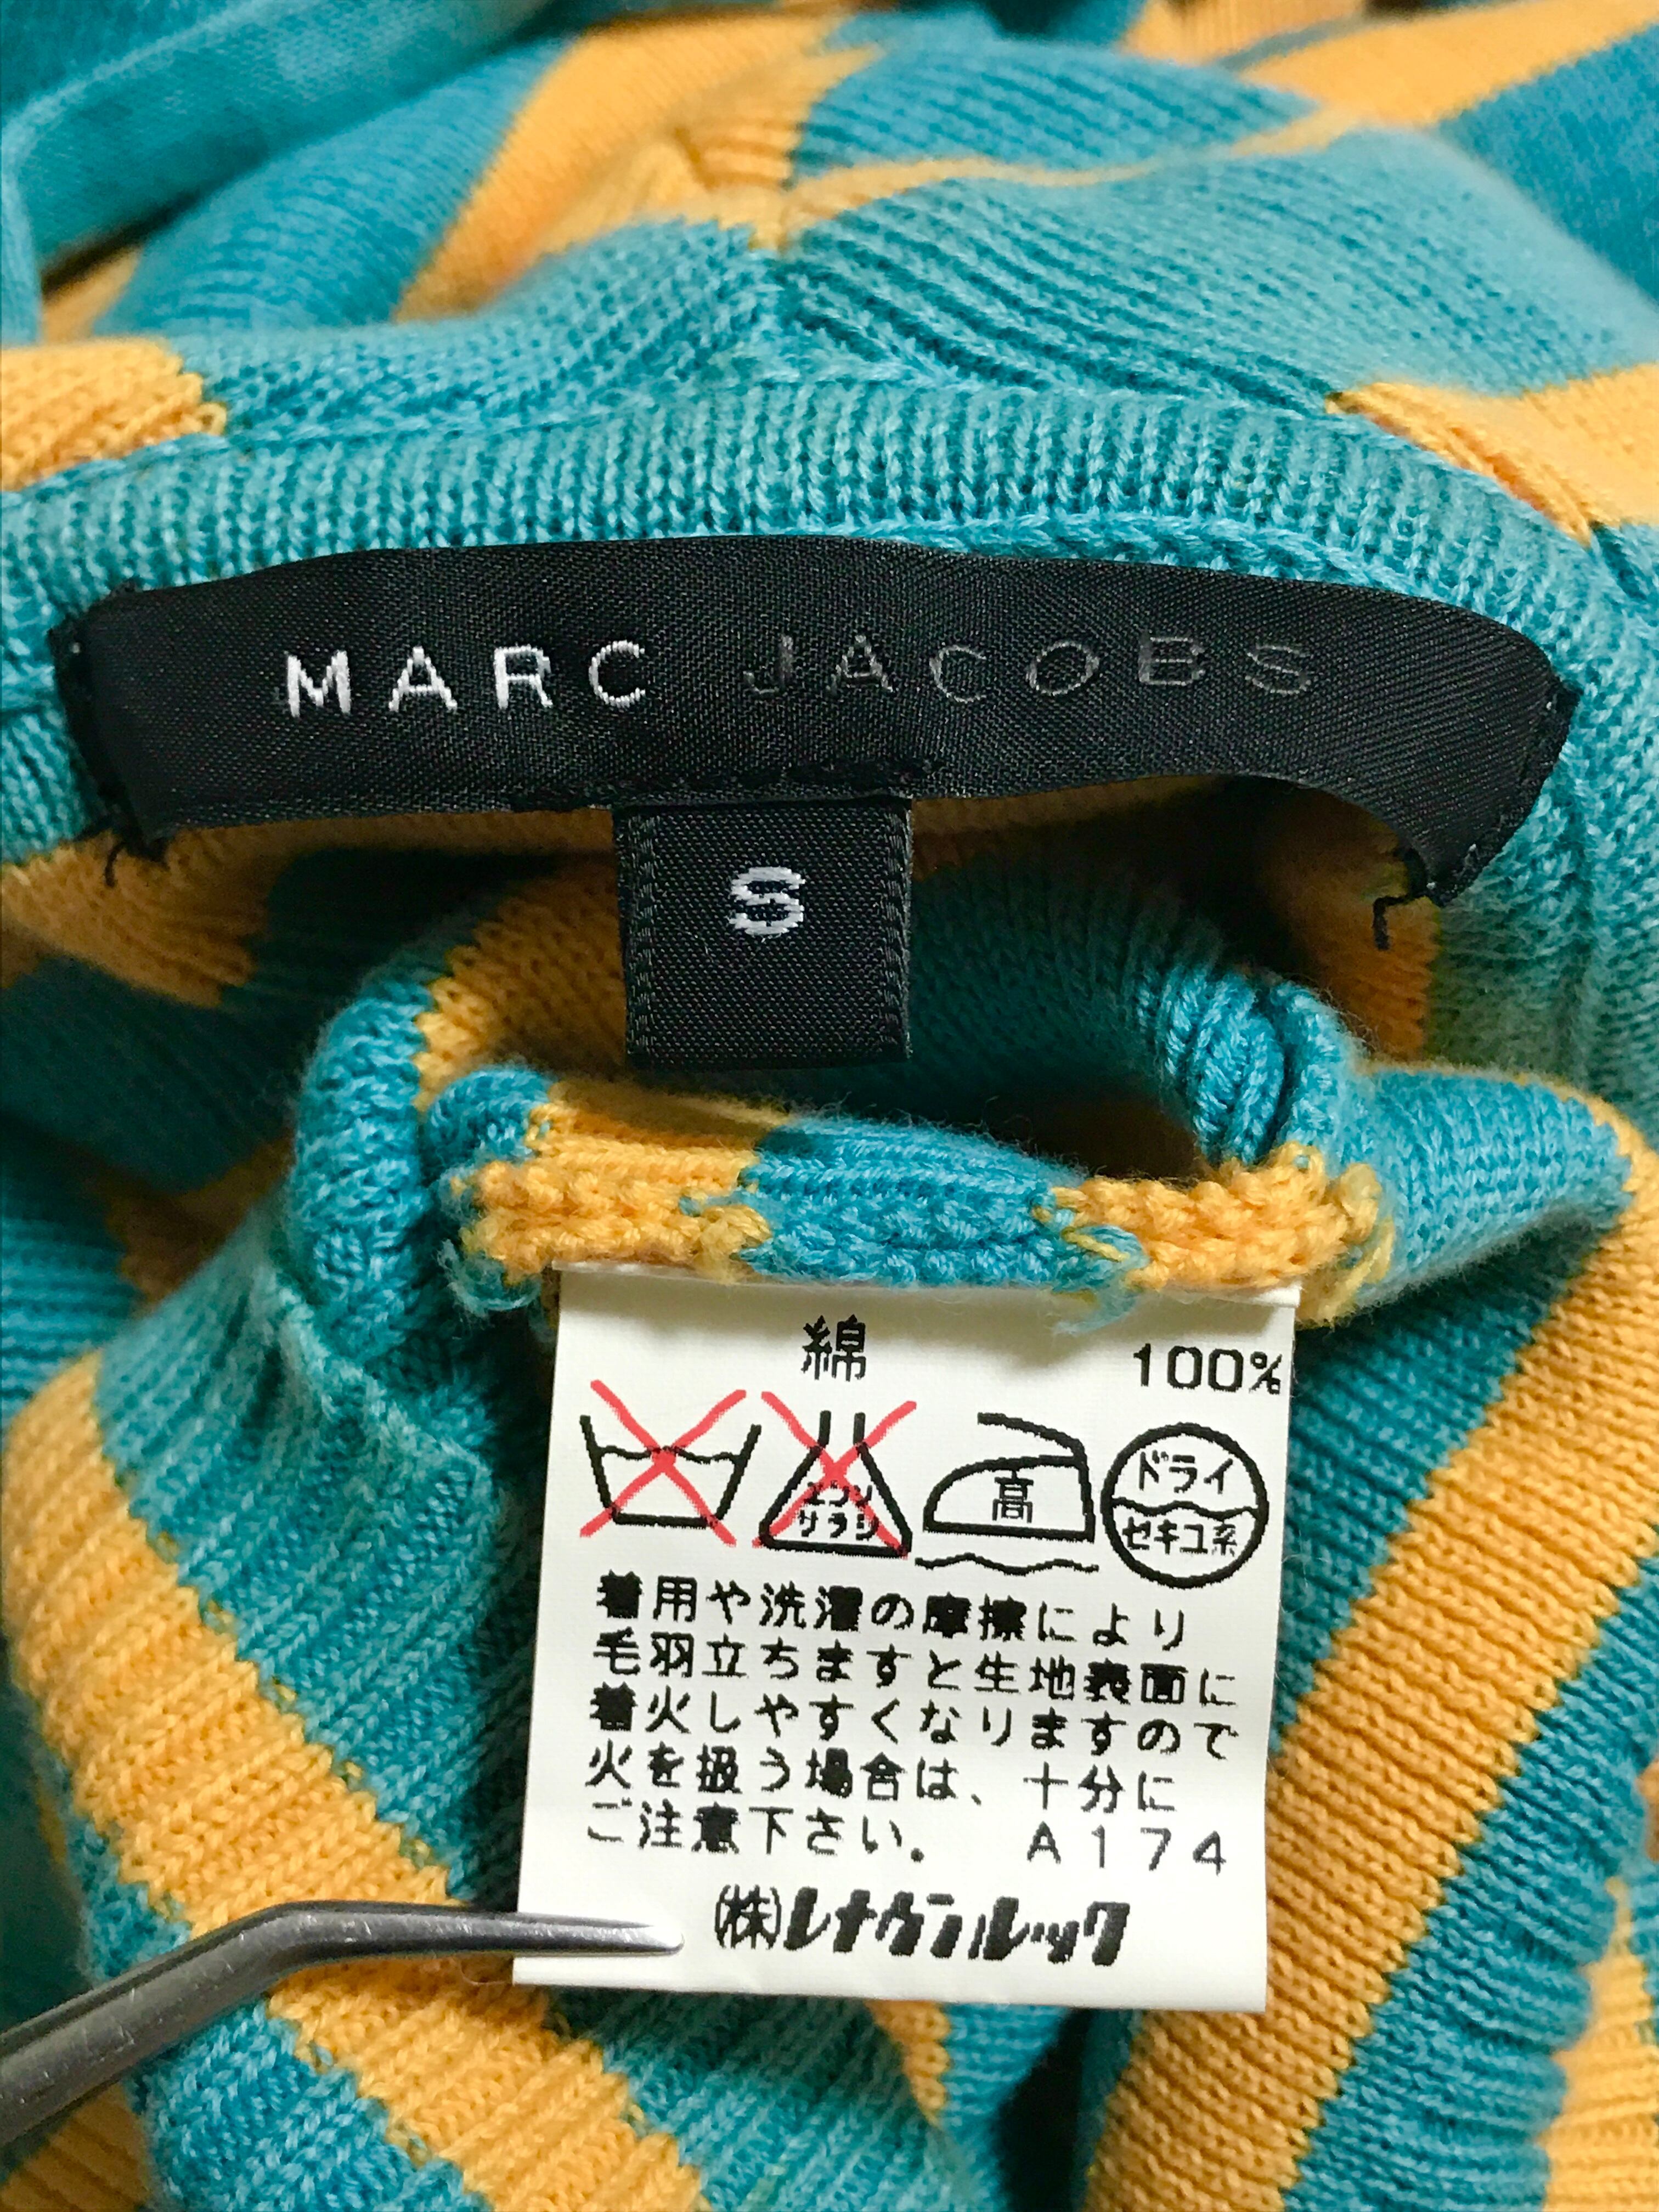 MARC JACOBS
S
綿 100%
エンソ
サラシ
高
ドライ
セキユ系
着用や洗濯の摩擦により
毛羽立ちますと生地表面に
着火しやすくなりますので
火を扱う場合は、十分に
ご注意下さい。 A174
(株)レナウンルック